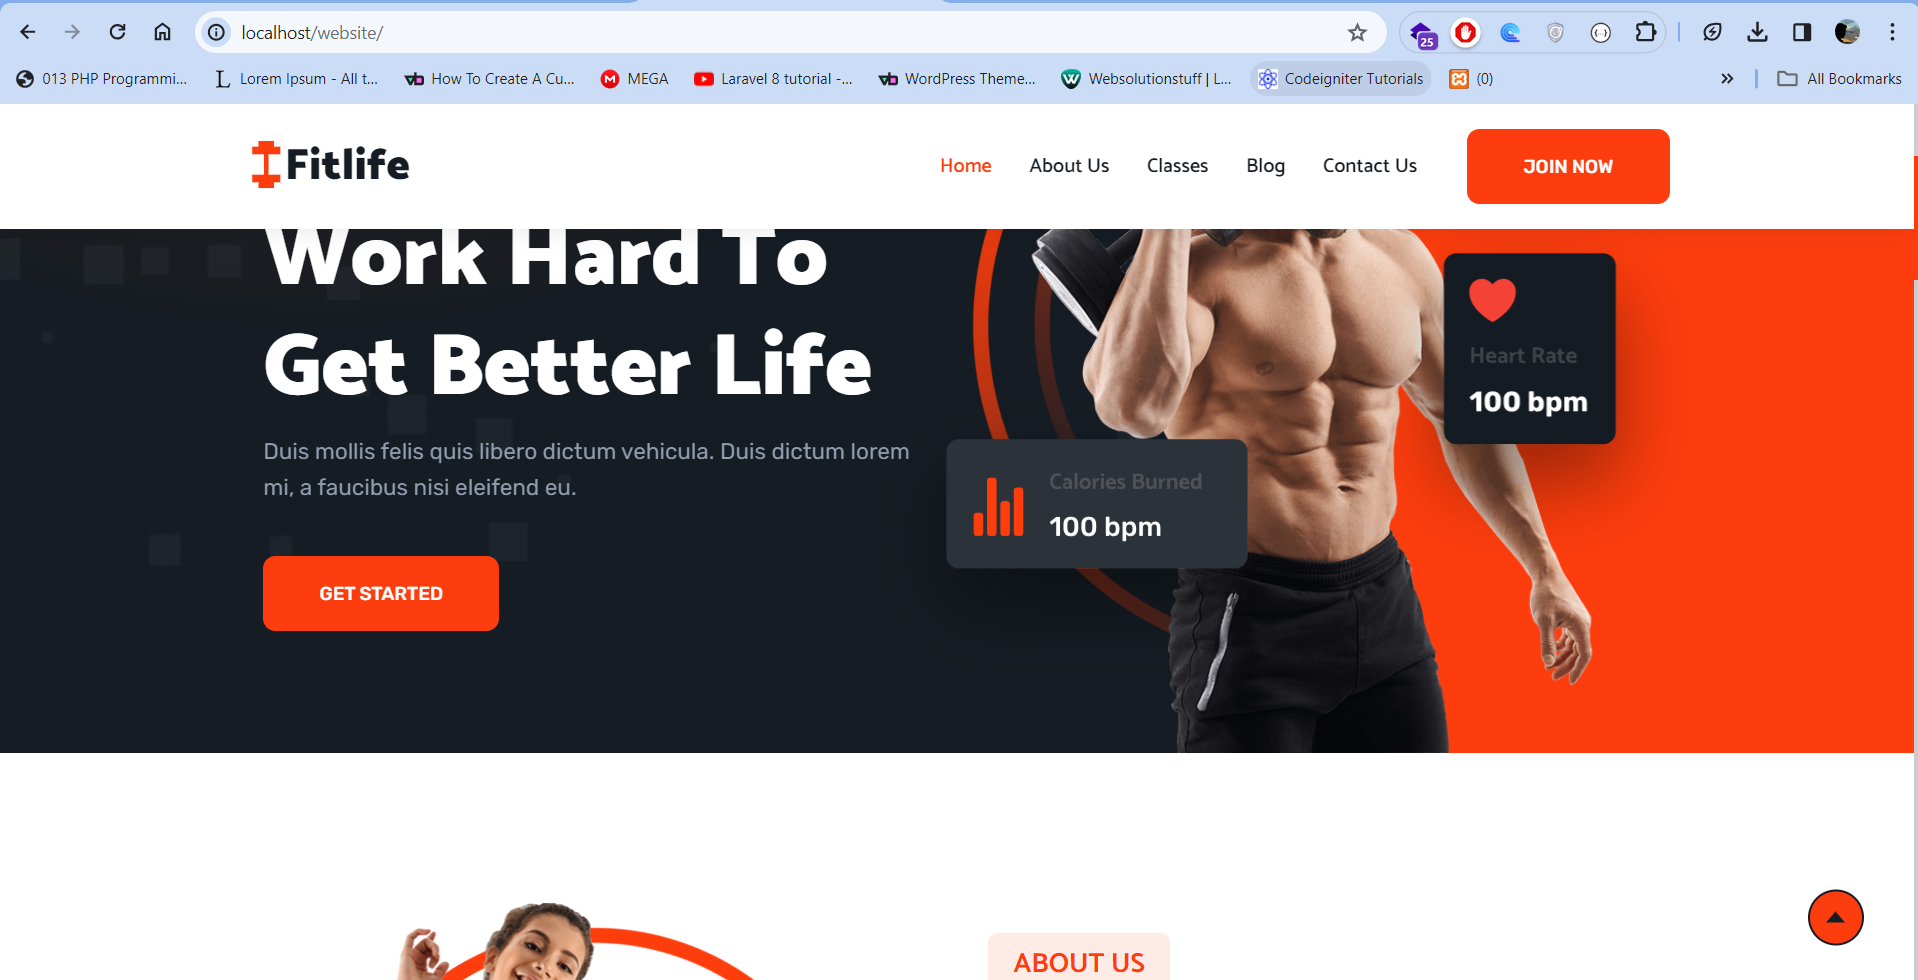 localhost/website/
25
013 PHP Programmi...
Lorem Ipsum - All t...
How To Create A Cu...
MEGA
Laravel 8 tutorial -...
WordPress Theme...
Websolutionstuff | L...
Codeigniter Tutorials
(0)
All Bookmarks
Fitlife
Home
About Us
Classes
Blog
Contact Us
JOIN NOW
Work Hard To
Get Better Life
Duis mollis felis quis libero dictum vehicula. Duis dictum lorem
mi, a faucibus nisi eleifend eu.
GET STARTED
Heart Rate
100 bpm
Calories Burned
100 bpm
ABOUT US